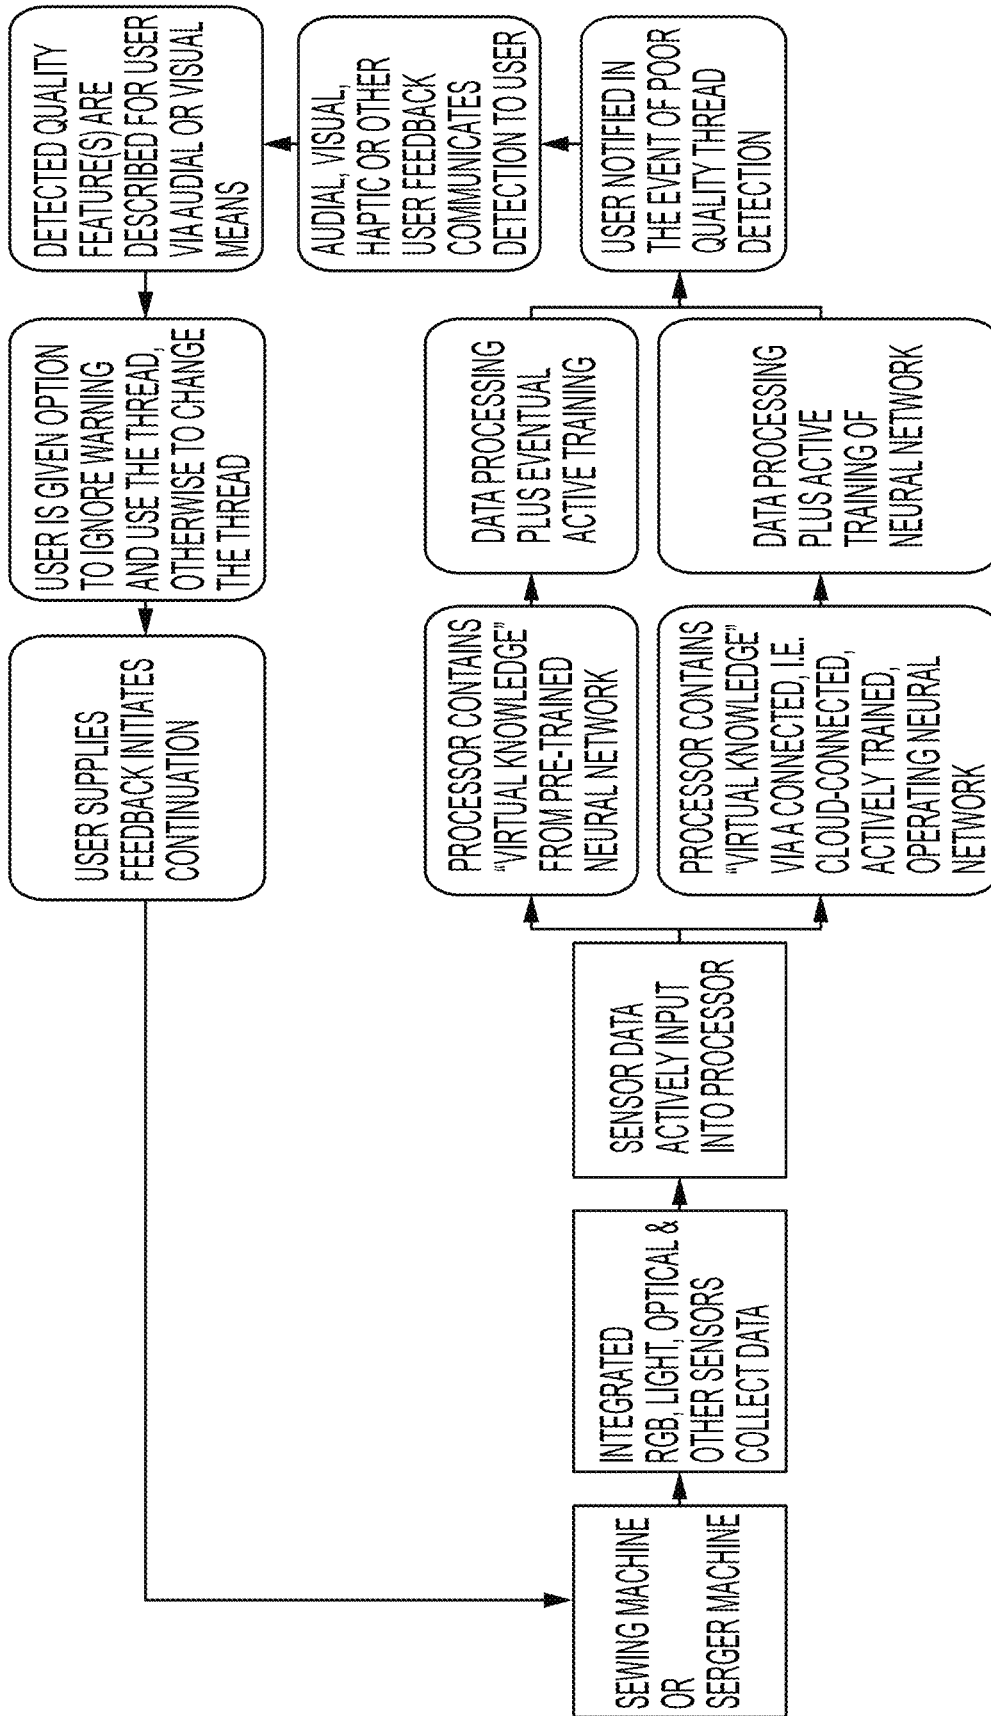 SEWING MACHINE
OR
SERGER MACHINE
INTEGRATED
RGB, LIGHT, OPTICAL &
OTHER SENSORS
COLLECT DATA
SENSOR DATA
ACTIVELY INPUT
INTO PROCESSOR
PROCESSOR CONTAINS
“VIRTUAL KNOWLEDGE”
FROM PRE-TRAINED
NEURAL NETWORK
PROCESSOR CONTAINS
“VIRTUAL KNOWLEDGE”
VIA A CONNECTED, I.E.
CLOUD-CONNECTED,
ACTIVELY TRAINED,
OPERATING NEURAL
NETWORK
DATA PROCESSING
PLUS EVENTUAL
ACTIVE TRAINING
DATA PROCESSING
PLUS ACTIVE
TRAINING OF
NEURAL NETWORK
USER NOTIFIED IN
THE EVENT OF POOR
QUALITY THREAD
DETECTION
AUDIAL, VISUAL,
HAPTIC OR OTHER
USER FEEDBACK
COMMUNICATES
DETECTION TO USER
DETECTED QUALITY
FEATURE(S) ARE
DESCRIBED FOR USER
VIA AUDIAL OR VISUAL
MEANS
USER IS GIVEN OPTION
TO IGNORE WARNING
AND USE THE THREAD,
OTHERWISE TO CHANGE
THE THREAD
USER SUPPLIES
FEEDBACK INITIATES
CONTINUATION